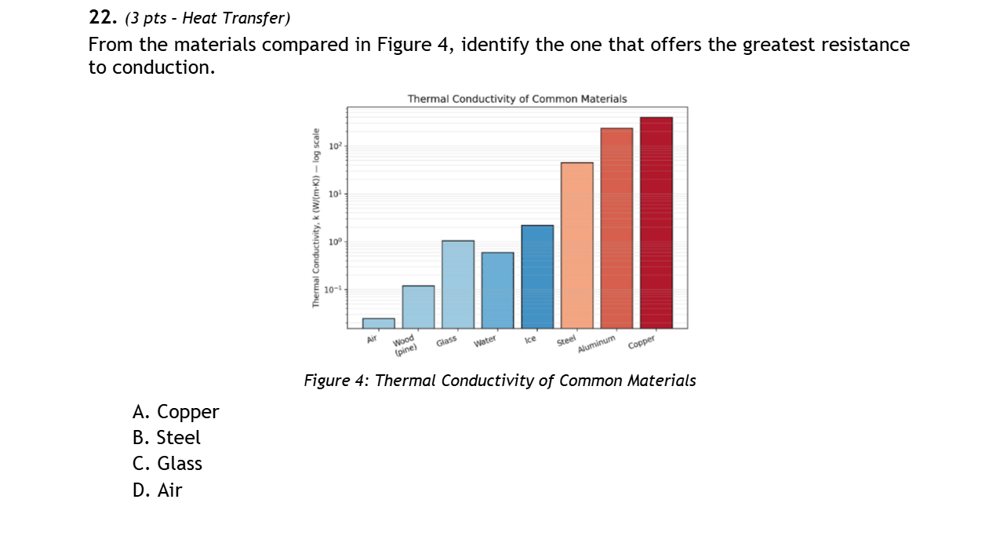 22. (3 pts - Heat Transfer)
From the materials compared in Figure 4, identify the one that offers the greatest resistance
to conduction.
Thermal Conductivity of Common Materials
Thermal Conductivity, k (W/(m·K)) — log scale
10²
10¹
10⁰
10⁻¹
Air
Wood
(pine)
Glass
Water
Ice
Steel
Aluminum
Copper
Figure 4: Thermal Conductivity of Common Materials
A. Copper
B. Steel
C. Glass
D. Air